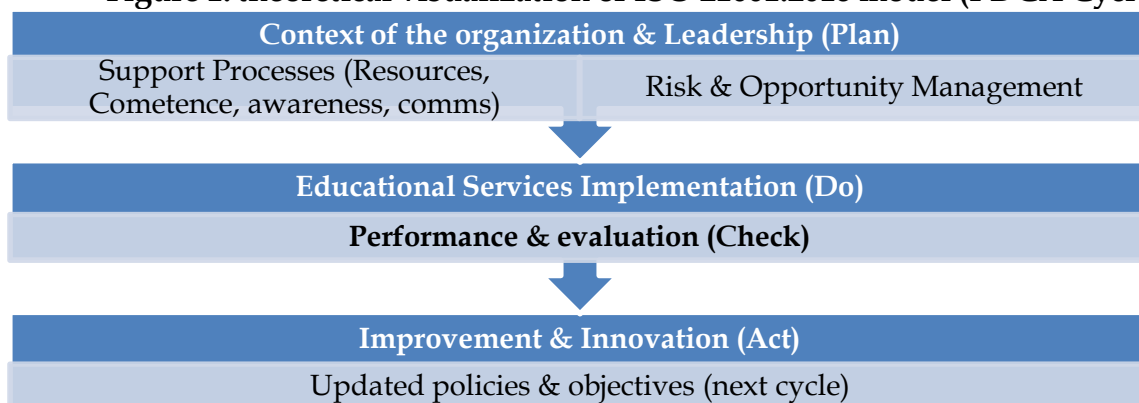 Context of the organization & Leadership (Plan)
Support Processes (Resources,
Cometence, awareness, comms)
Risk & Opportunity Management
Educational Services Implementation (Do)
Performance & evaluation (Check)
Improvement & Innovation (Act)
Updated policies & objectives (next cycle)